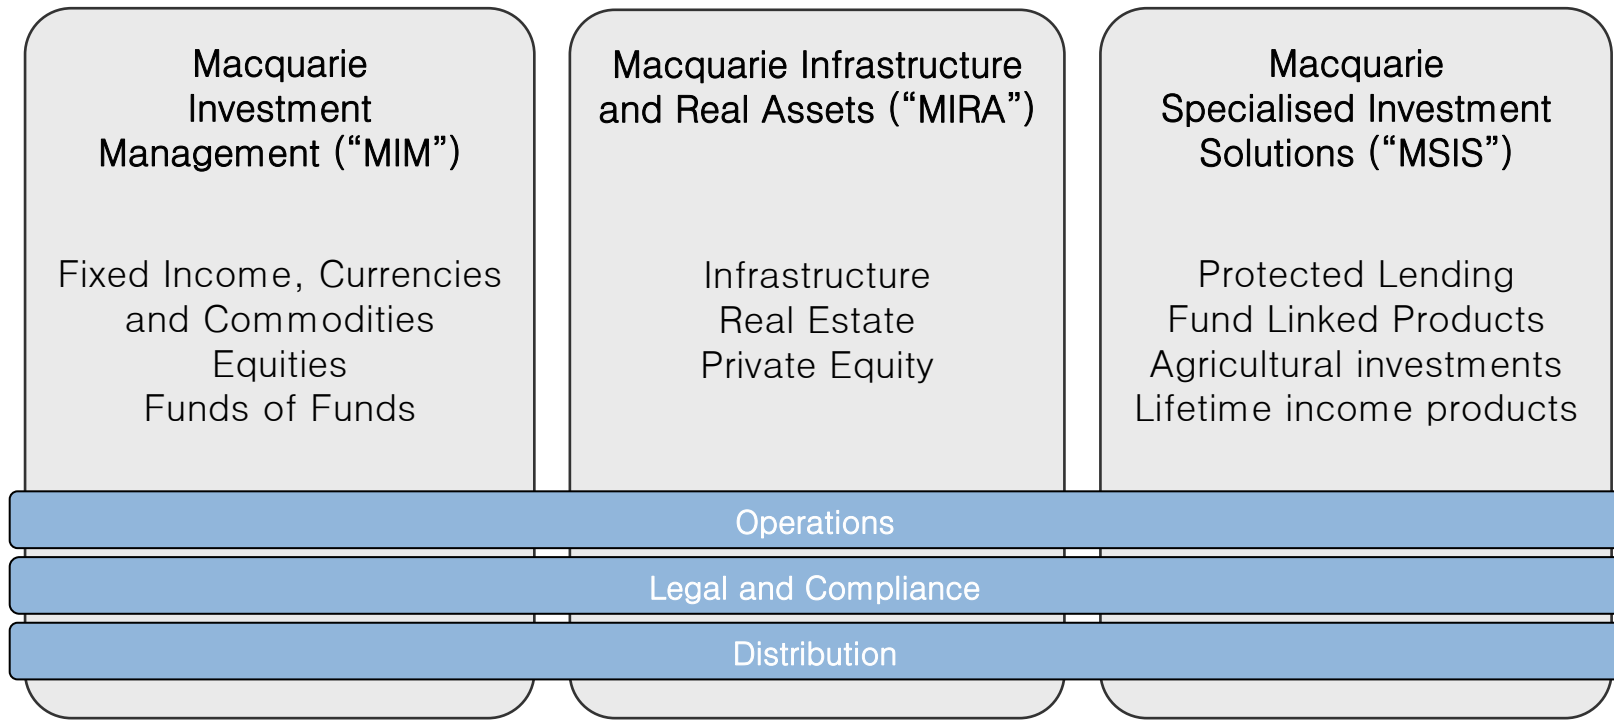 Macquarie
Investment
Management (“MIM”)
Fixed Income, Currencies
and Commodities
Equities
Funds of Funds
Macquarie Infrastructure
and Real Assets (“MIRA”)
Infrastructure
Real Estate
Private Equity
Macquarie
Specialised Investment
Solutions (“MSIS”)
Protected Lending
Fund Linked Products
Agricultural investments
Lifetime income products
Operations
Legal and Compliance
Distribution